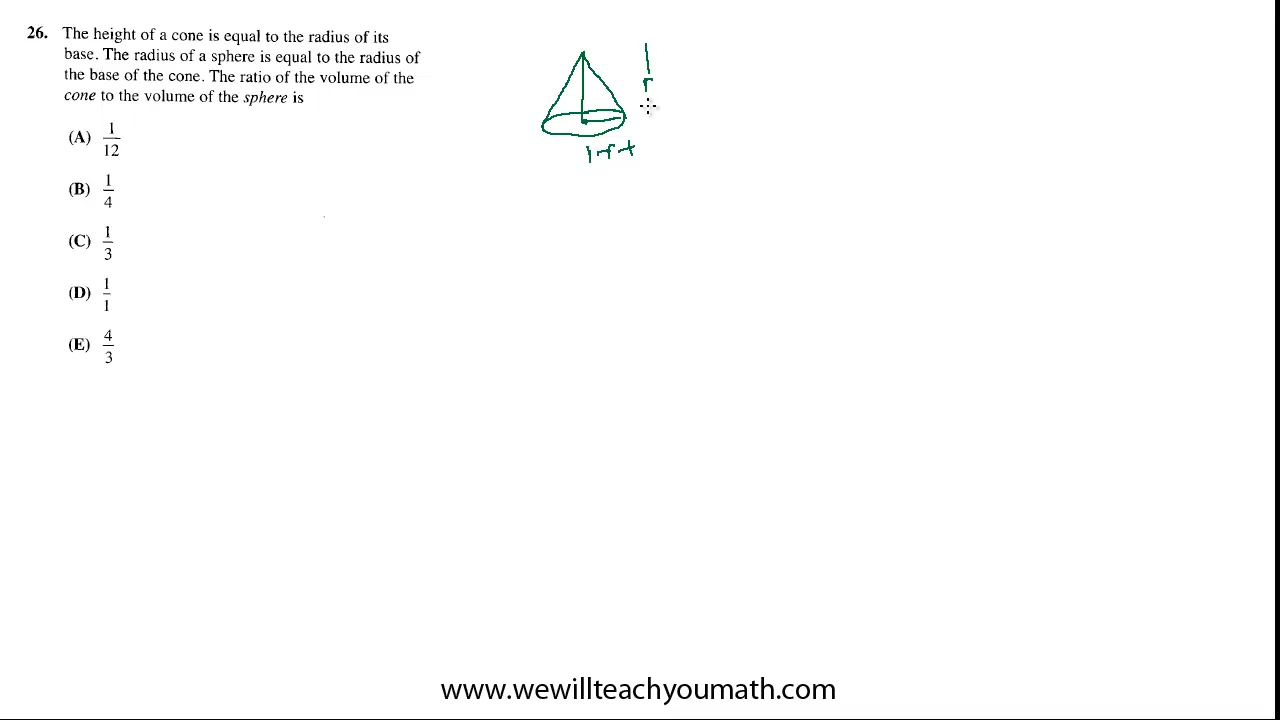 26. The height of a cone is equal to the radius of its
base. The radius of a sphere is equal to the radius of
the base of the cone. The ratio of the volume of the
cone to the volume of the sphere is
(A) 1/12
(B) 1/4
(C) 1/3
(D) 1/1
(E) 4/3
r
r
www.wewillteachyoumath.com